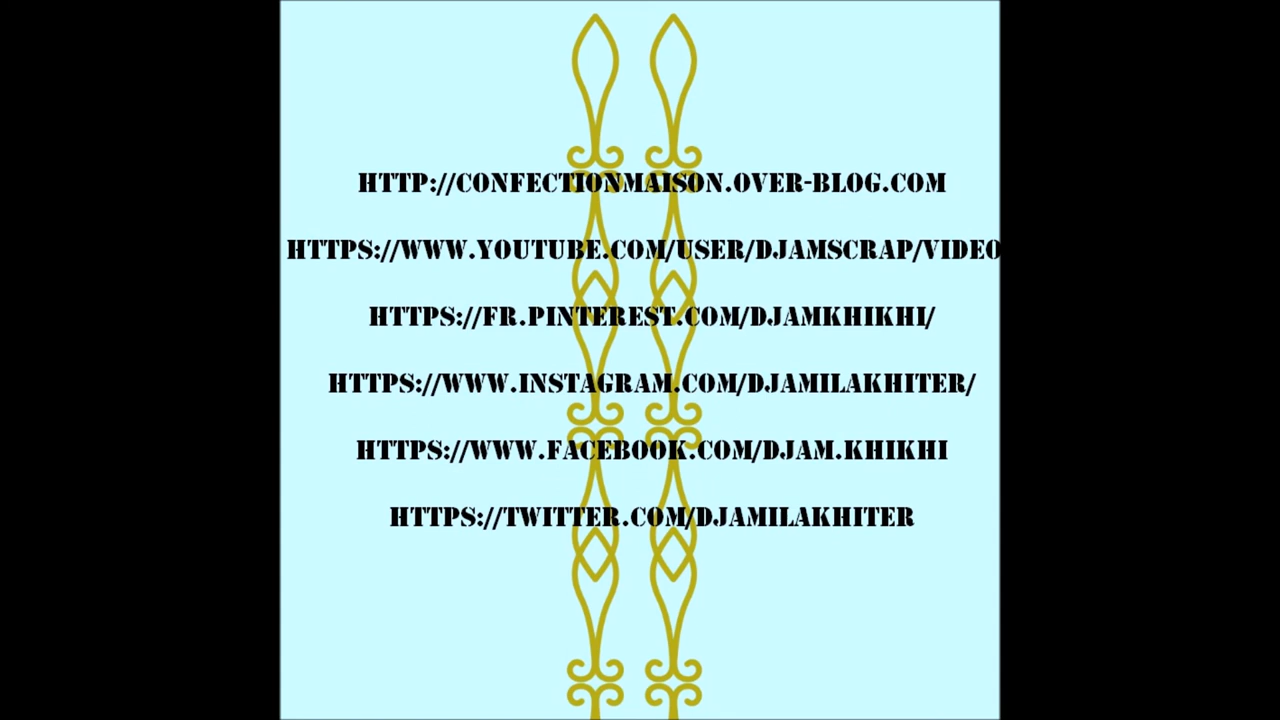 HTTP://CONFECTIONMAISON.OVER-BLOG.COM
HTTPS://WWW.YOUTUBE.COM/USER/DJAMSCRAP/VIDEO
HTTPS://FR.PINTEREST.COM/DJAMKHIKHI/
HTTPS://WWW.INSTAGRAM.COM/DJAMILAKHITER/
HTTPS://WWW.FACEBOOK.COM/DJAM.KHIKHI
HTTPS://TWITTER.COM/DJAMILAKHITER